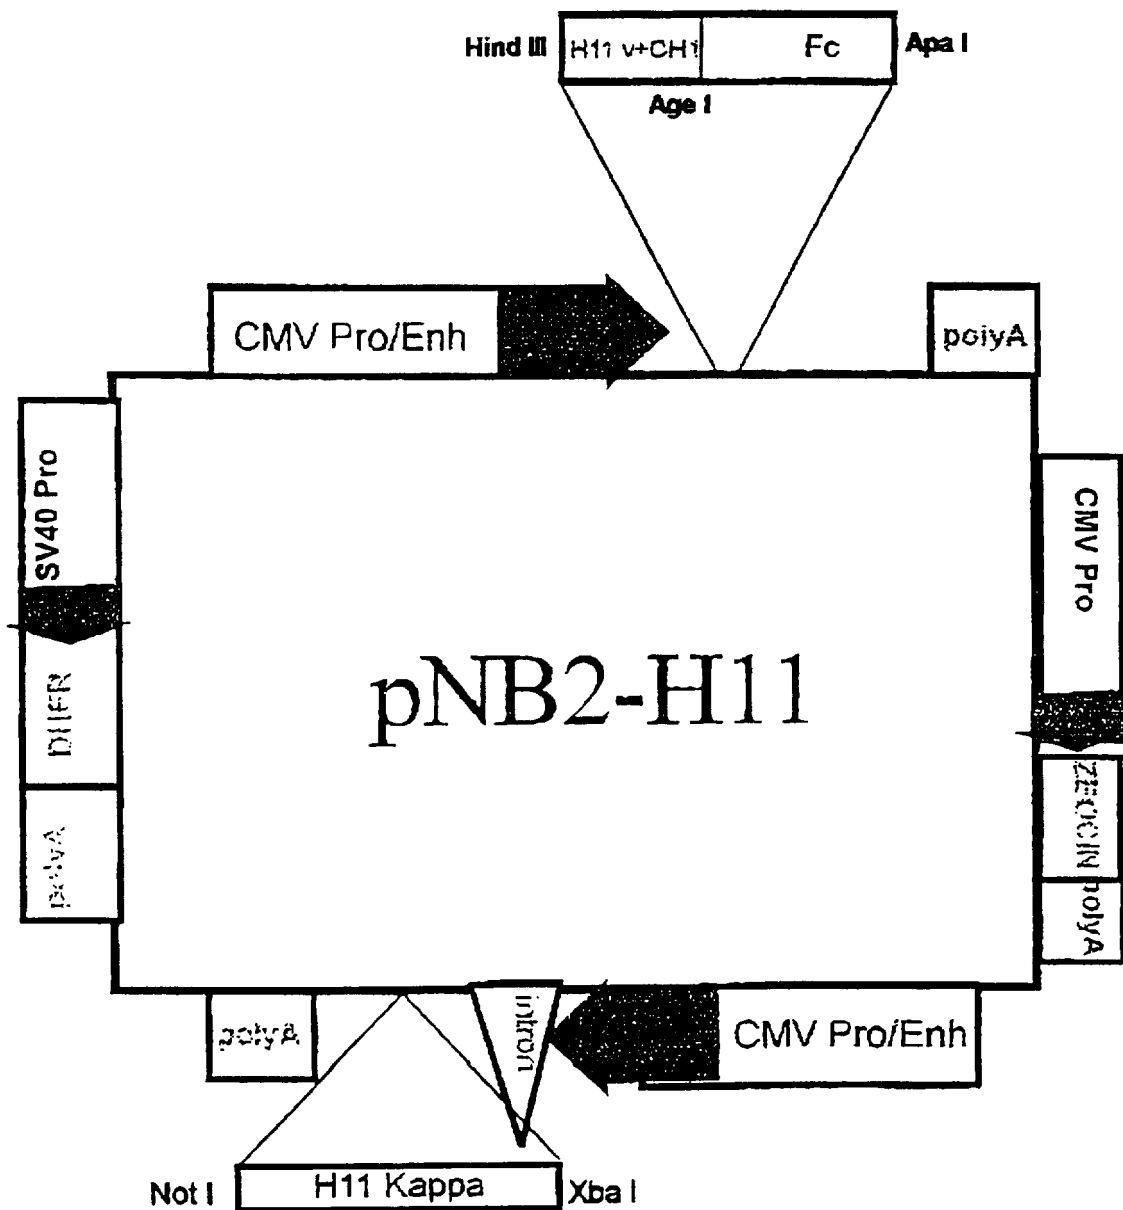 Hind III
H11 v+CH1
Fc
Apa I
Age I
CMV Pro/Enh
polyA
SV40 Pro
CMV Pro
pNB2-H11
DHFR
ZEOCIN
polyA
polyA
polyA
intron
CMV Pro/Enh
Not I
H11 Kappa
Xba I